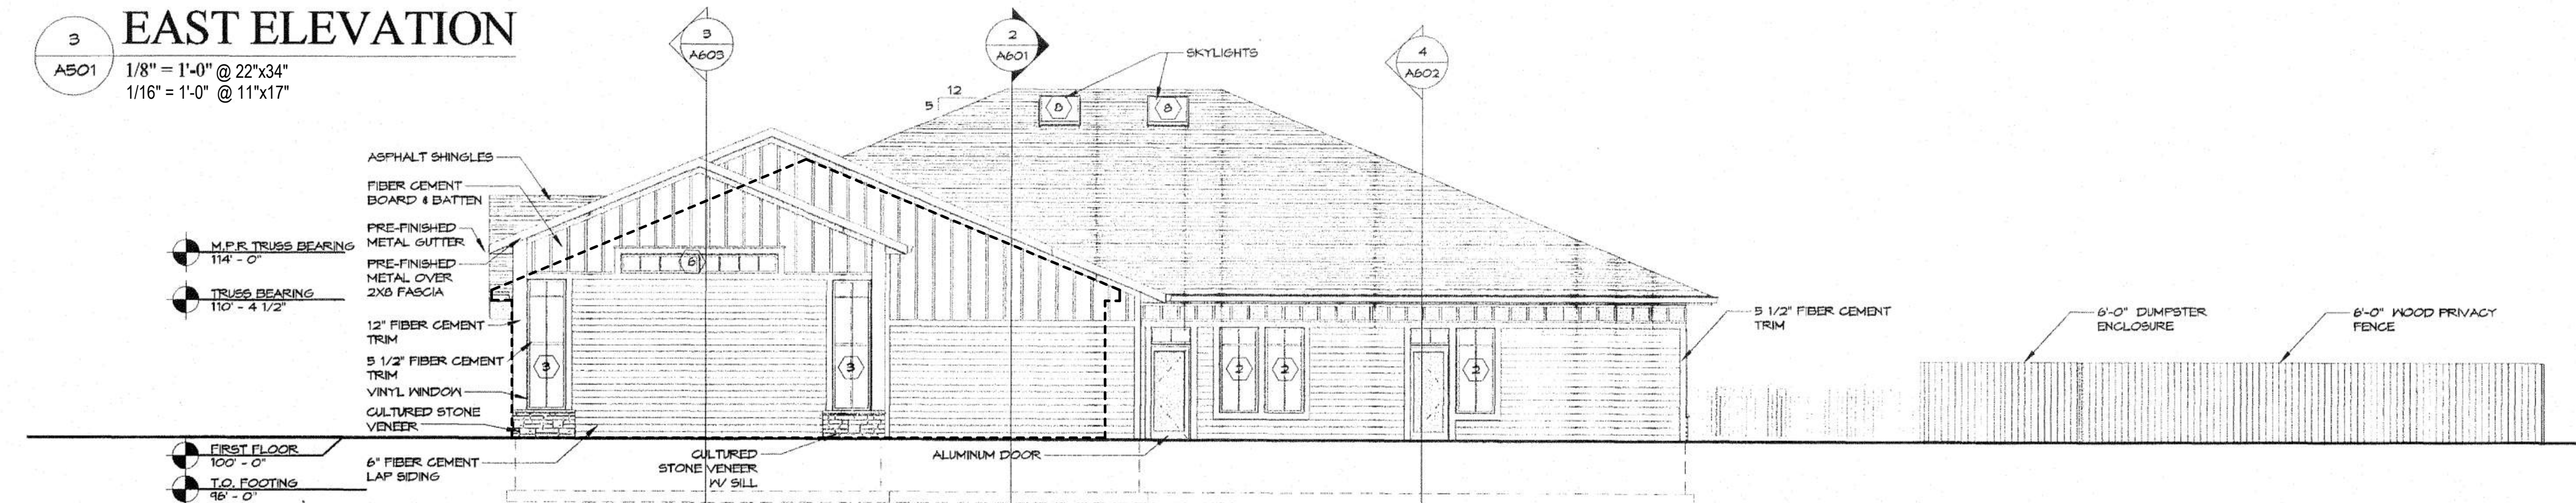 3
A501
EAST ELEVATION
1/8" = 1'-0" @ 22"x34"
1/16" = 1'-0" @ 11"x17"
3
A603
2
A601
4
A602
SKYLIGHTS
12
5
8
8
ASPHALT SHINGLES
FIBER CEMENT
BOARD & BATTEN
PRE-FINISHED
METAL GUTTER
PRE-FINISHED
METAL OVER
2X8 FASCIA
12" FIBER CEMENT
TRIM
5 1/2" FIBER CEMENT
TRIM
VINYL WINDOW
CULTURED STONE
VENEER
6" FIBER CEMENT
LAP SIDING
M.P.R TRUSS BEARING
114' - 0"
TRUSS BEARING
110' - 4 1/2"
FIRST FLOOR
100' - 0"
T.O. FOOTING
96' - 0"
6
3
3
2
2
2
CULTURED
STONE VENEER
W/ SILL
ALUMINUM DOOR
5 1/2" FIBER CEMENT
TRIM
6'-0" DUMPSTER
ENCLOSURE
6'-0" WOOD PRIVACY
FENCE